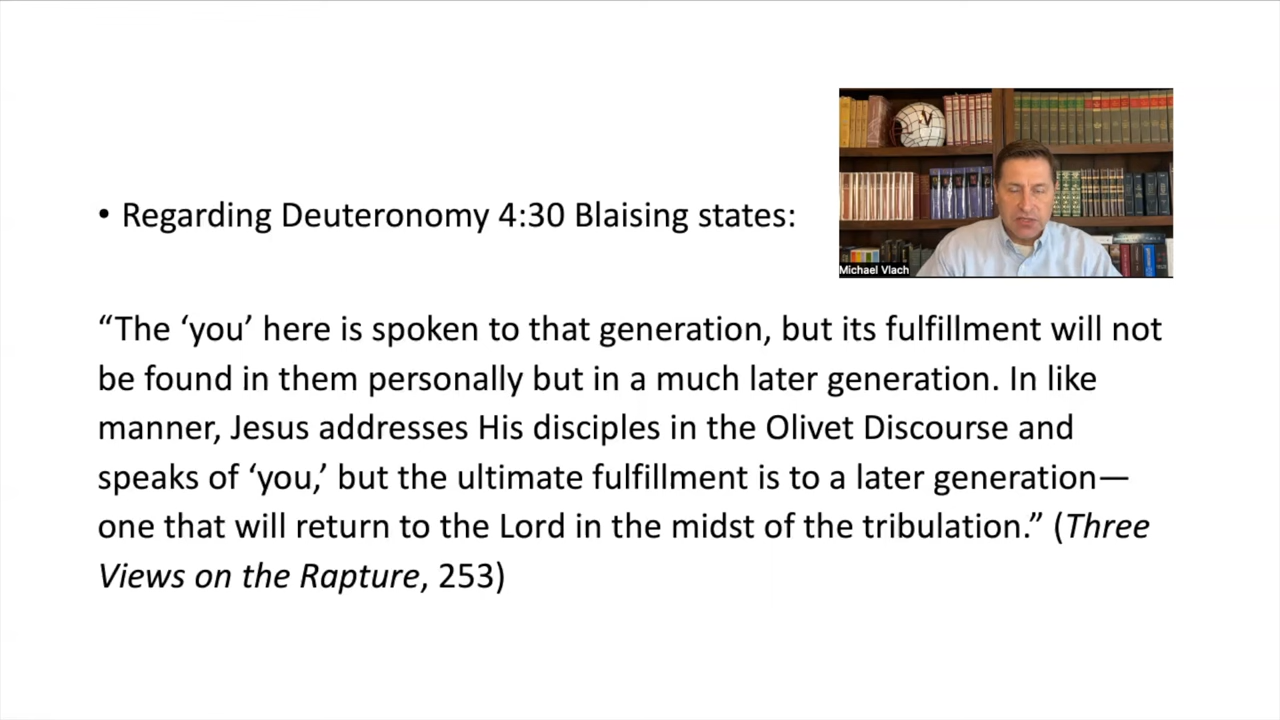 • Regarding Deuteronomy 4:30 Blaising states:
V
Michael Vlach
“The ‘you’ here is spoken to that generation, but its fulfillment will not
be found in them personally but in a much later generation. In like
manner, Jesus addresses His disciples in the Olivet Discourse and
speaks of ‘you,’ but the ultimate fulfillment is to a later generation—
one that will return to the Lord in the midst of the tribulation.” (Three
Views on the Rapture, 253)